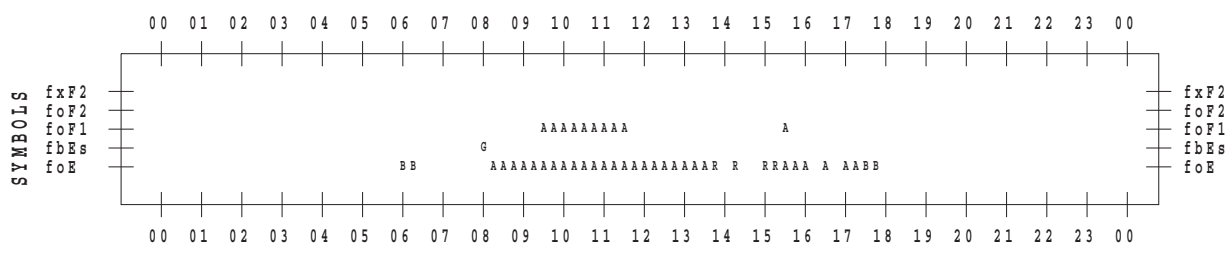 00 01 02 03 04 05 06 07 08 09 10 11 12 13 14 15 16 17 18 19 20 21 22 23 00
SYMBOLS
fxF2 fxF2
foF2 foF2
foF1 AAAAAAAAA A foF1
fbEs G fbEs
foE BB AAAAAAAAAAAAAAAAAAAAAAR R RRAAA A AABB foE
00 01 02 03 04 05 06 07 08 09 10 11 12 13 14 15 16 17 18 19 20 21 22 23 00